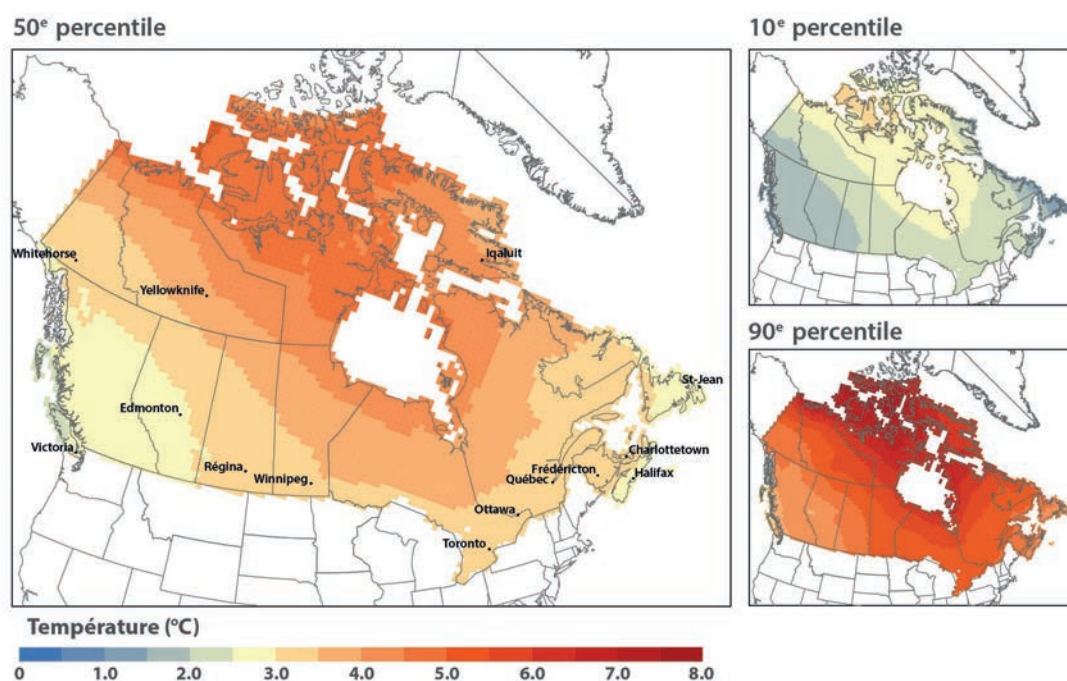 50e percentile
10e percentile
Whitehorse
Iqaluit
Yellowknife
90e percentile
St-Jean
Edmonton
Victoria
Charlottetown
Régina
Frédéricton
Halifax
Winnipeg
Québec
Ottawa
Toronto
Température (°C)
0 1.0 2.0 3.0 4.0 5.0 6.0 7.0 8.0